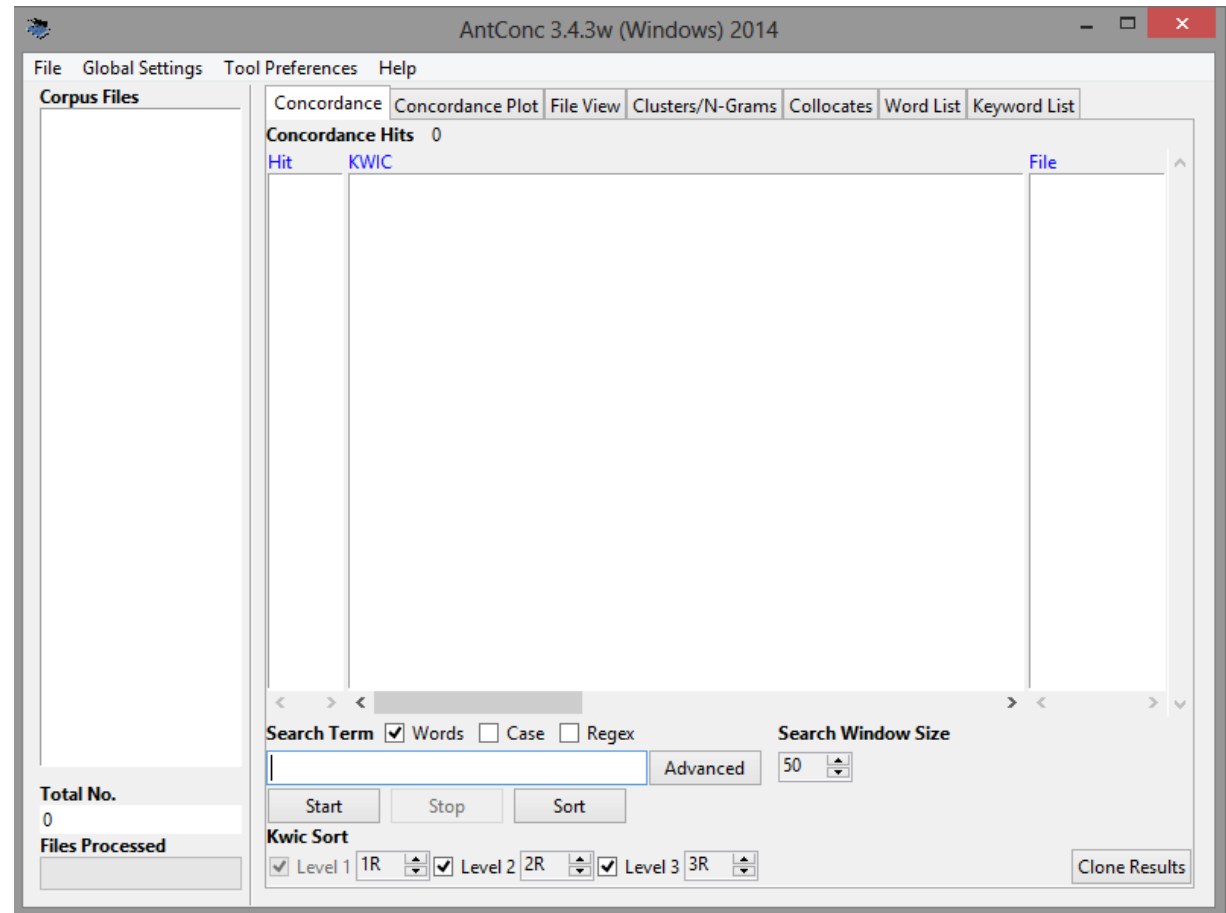 AntConc 3.4.3w (Windows) 2014
File Global Settings Tool Preferences Help
Corpus Files
Concordance Concordance Plot File View Clusters/N-Grams Collocates Word List Keyword List
Concordance Hits 0
Hit KWIC File
Search Term Words Case Regex Search Window Size
Advanced 50
Total No.
0
Start Stop Sort
Files Processed
Kwic Sort
Level 1 1R Level 2 2R Level 3 3R Clone Results